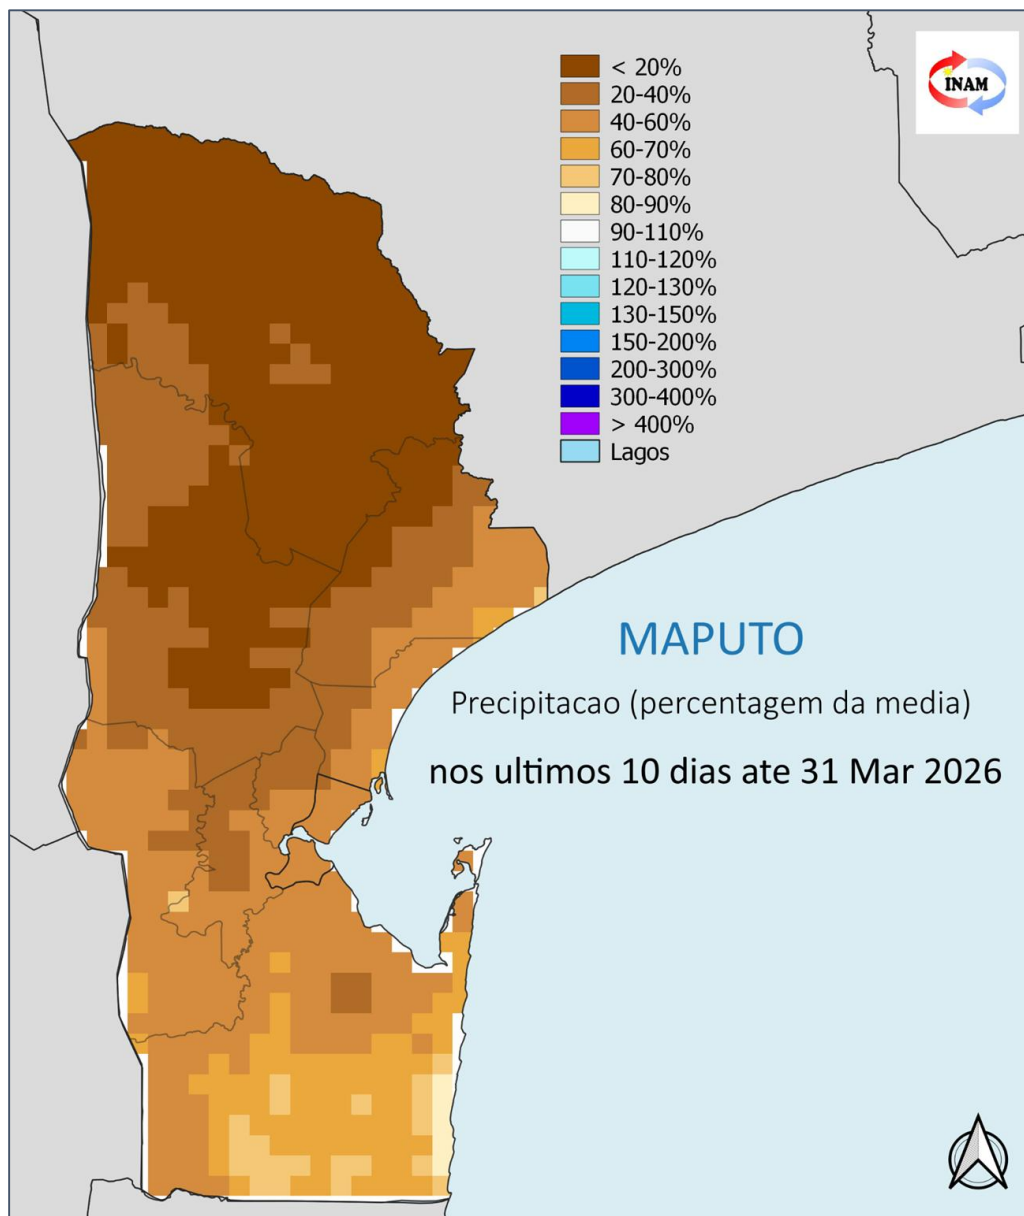 INAM
< 20%
20-40%
40-60%
60-70%
70-80%
80-90%
90-110%
110-120%
120-130%
130-150%
150-200%
200-300%
300-400%
> 400%
Lagos
MAPUTO
Precipitacao (percentagem da media)
nos ultimos 10 dias ate 31 Mar 2026